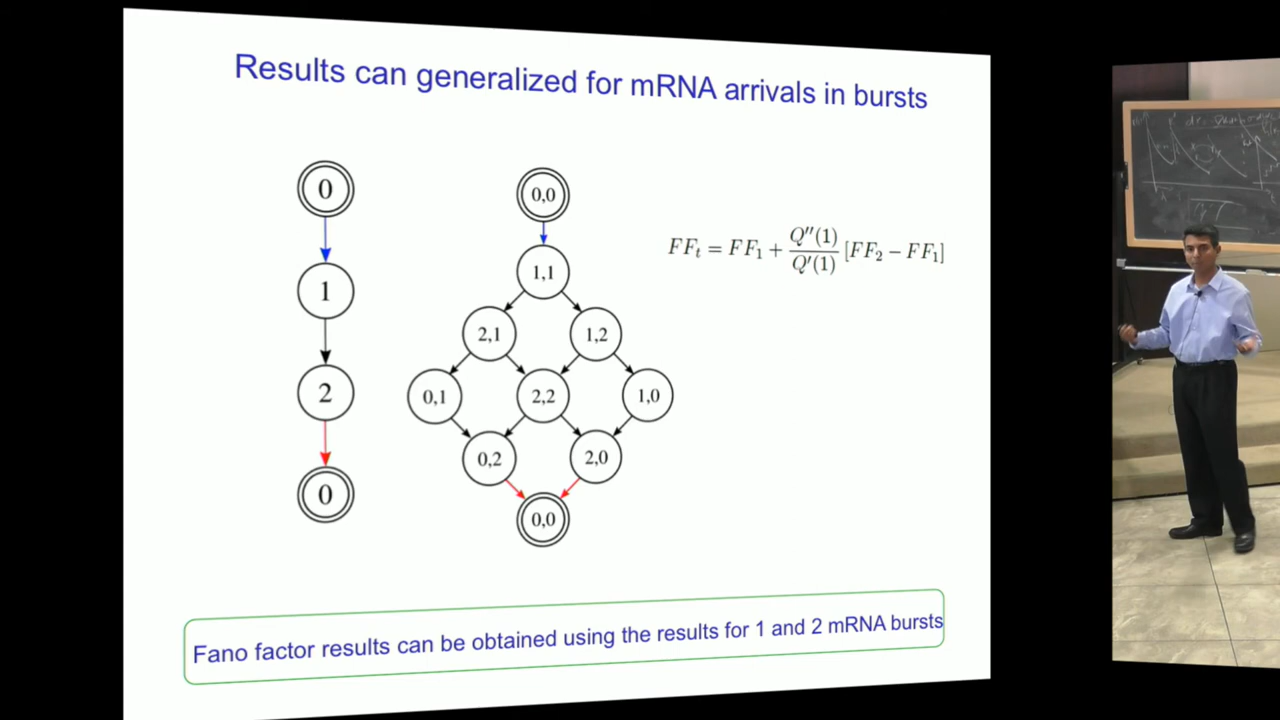 Results can generalized for mRNA arrivals in bursts
0
1
2
0
0,0
1,1
2,1 1,2
0,1 2,2 1,0
0,2 2,0
0,0
FF_t = FF_1 + Q''(1)/Q'(1) [FF_2 − FF_1]
Fano factor results can be obtained using the results for 1 and 2 mRNA bursts